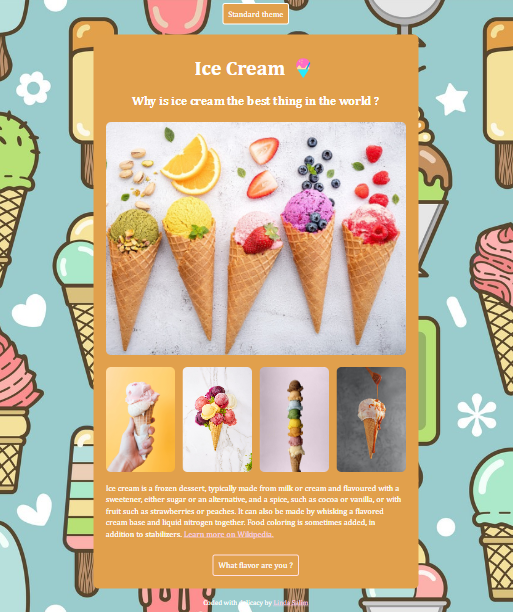 Standard theme
Ice Cream
Why is ice cream the best thing in the world ?
Ice cream is a frozen dessert, typically made from milk or cream and flavoured with a
sweetener, either sugar or an alternative, and a spice, such as cocoa or vanilla, or with
fruit such as strawberries or peaches. It can also be made by whisking a flavored
cream base and liquid nitrogen together. Food coloring is sometimes added, in
addition to stabilizers. Learn more on Wikipedia.
What flavor are you ?
Coded with delicacy by Linda